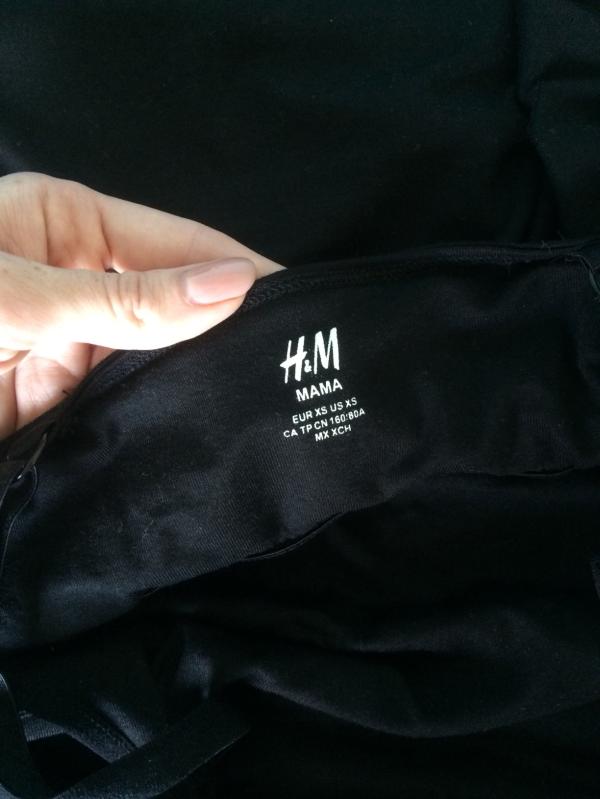 H&M
MAMA
EUR XS US XS
CA TP CN 160/80A
MX XCH